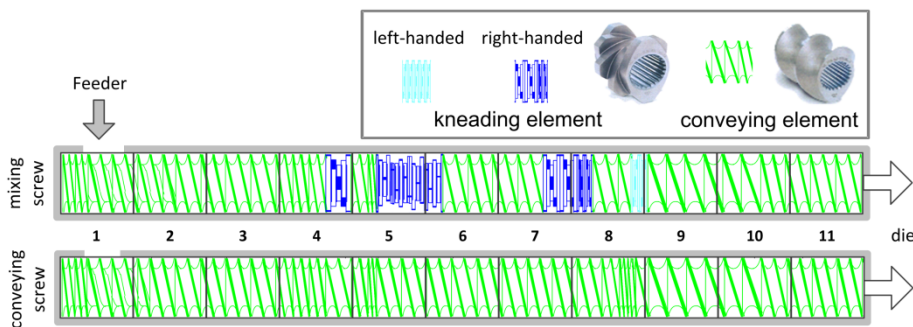 left-handed right-handed
kneading element conveying element
Feeder
mixing
screw
1 2 3 4 5 6 7 8 9 10 11 die
conveying
screw